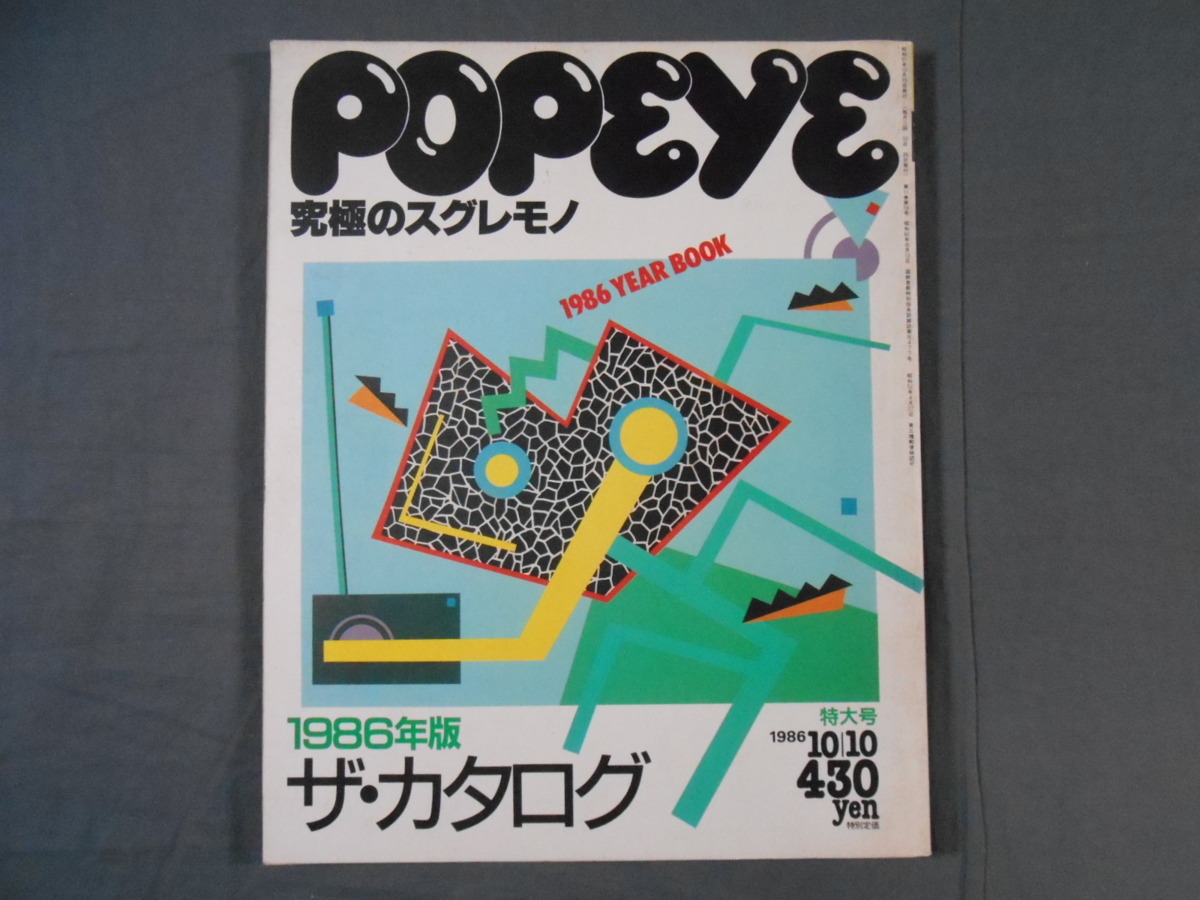 POPEYE
究極のスグレモノ
1986 YEAR BOOK
1986年版
ザ・カタログ
特大号
1986 10|10
430
yen
特別定価